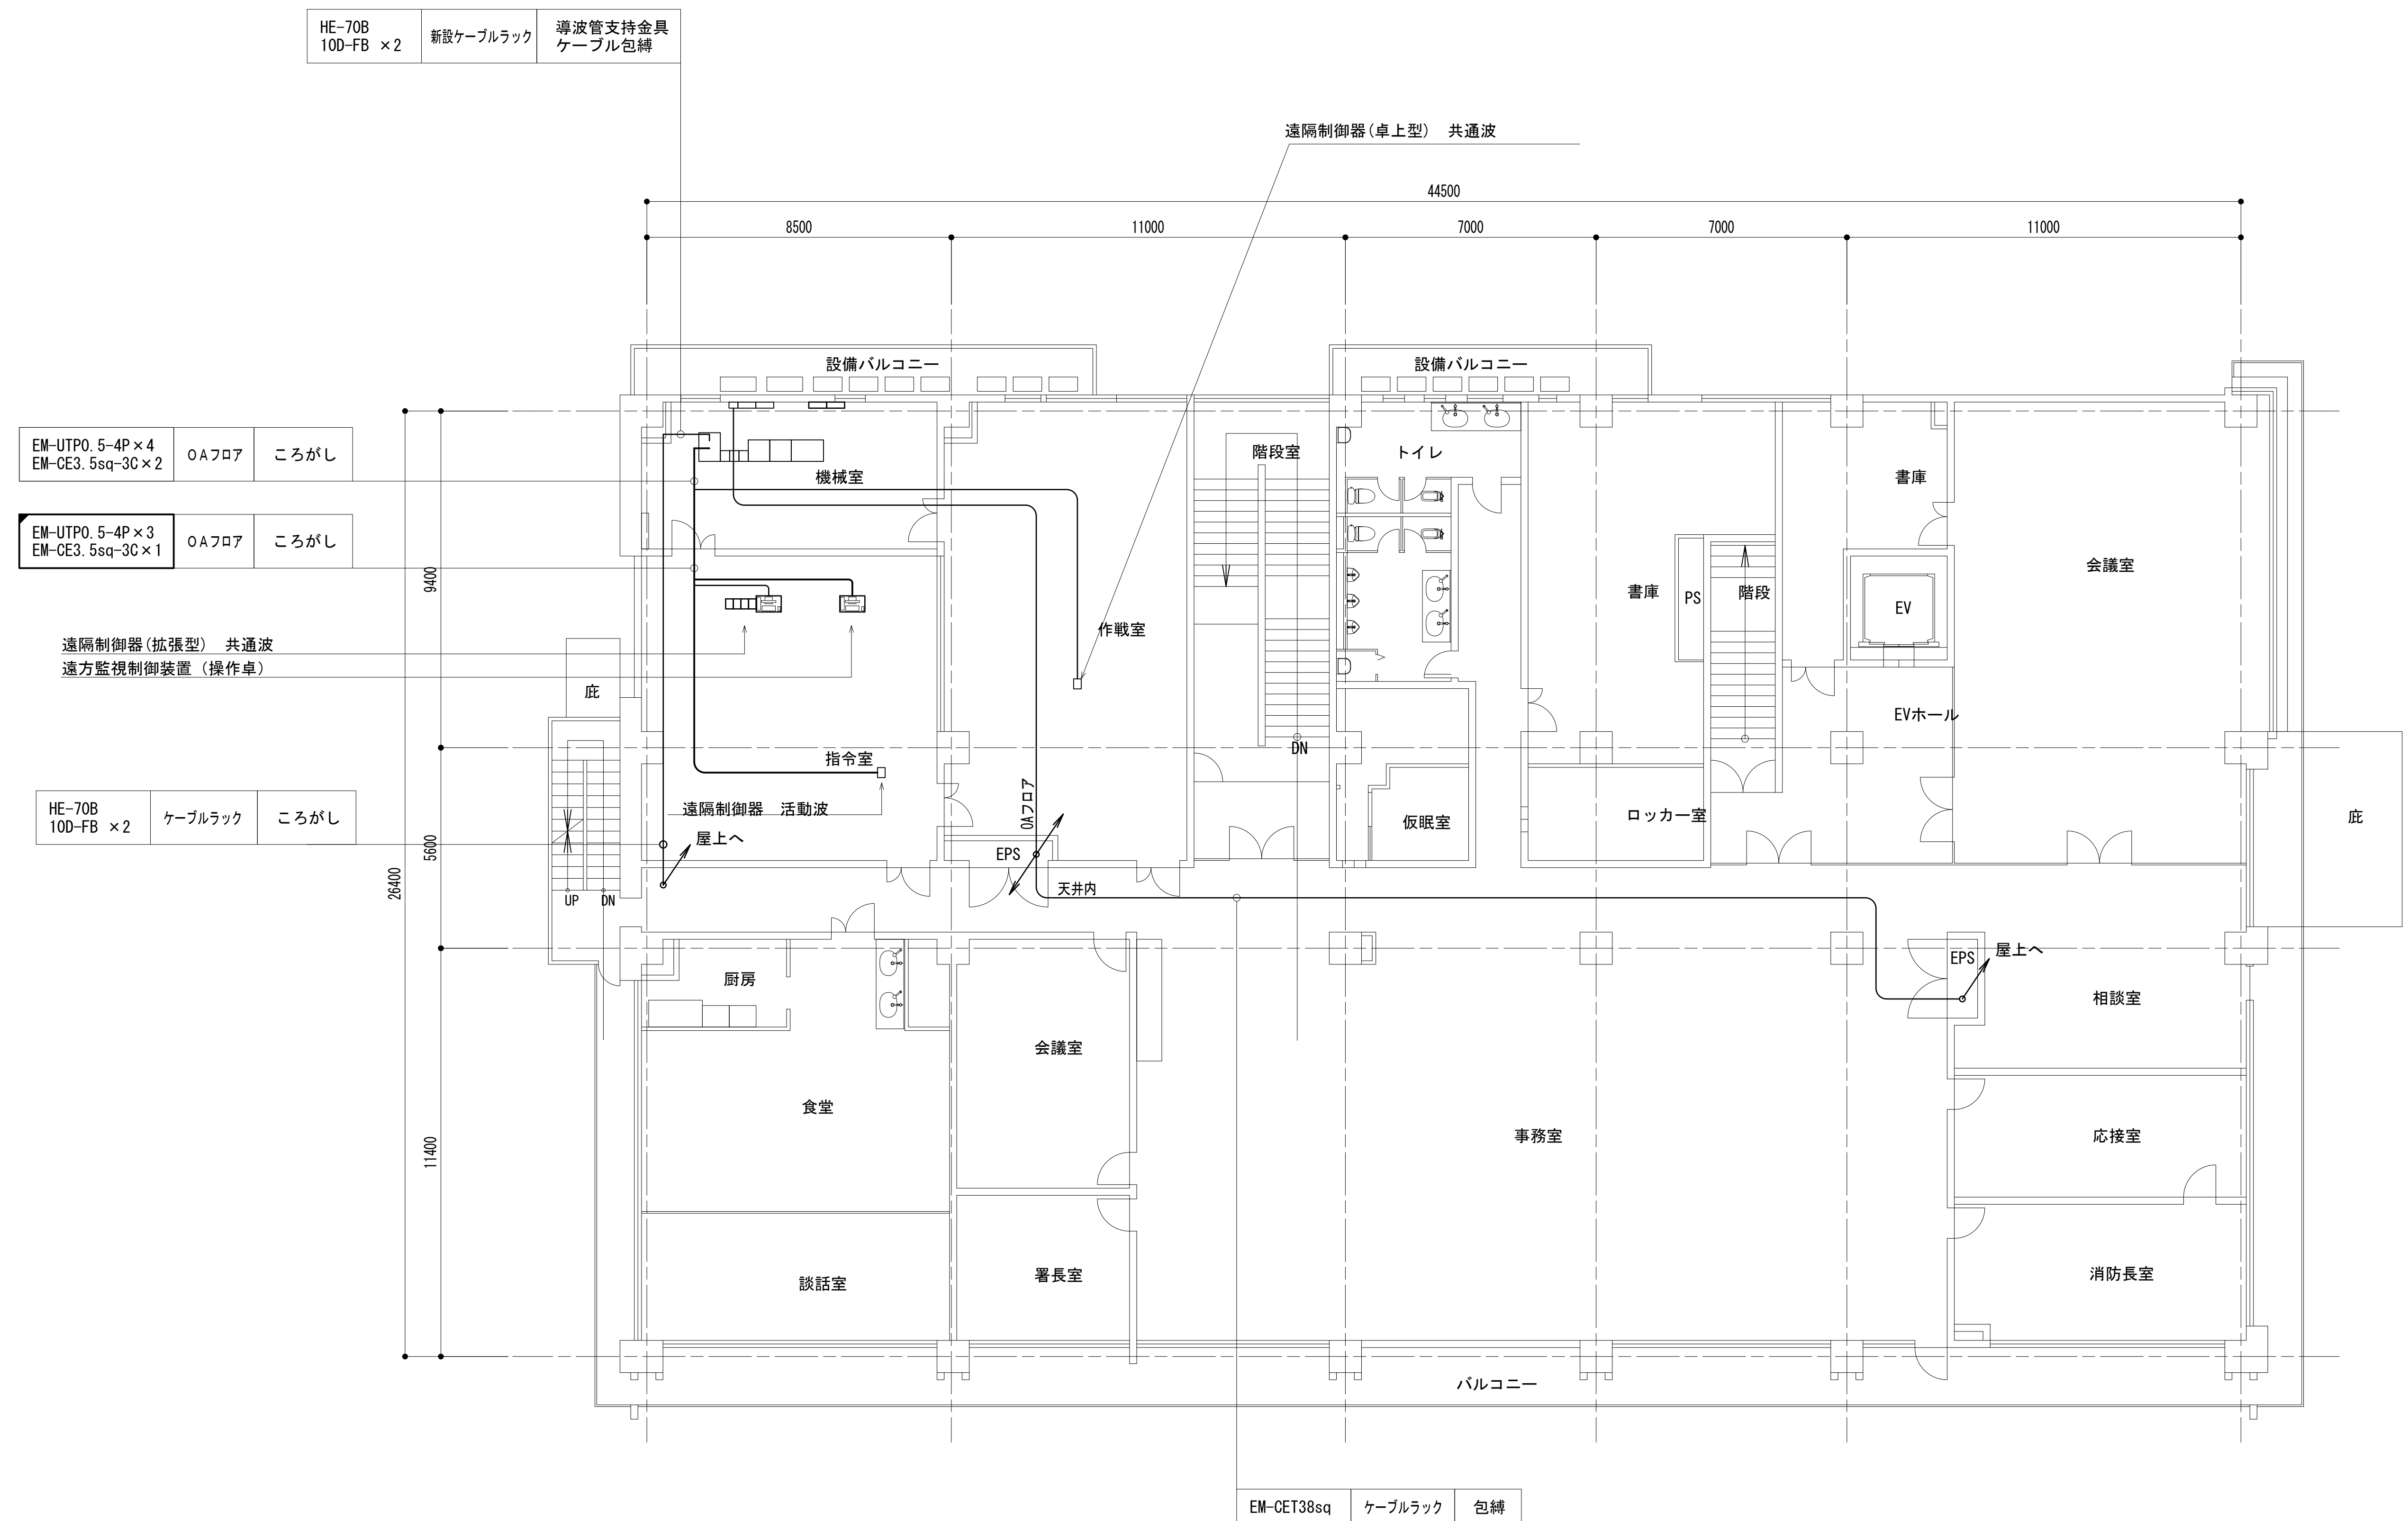 HE-70B
10D-FB ×2
新設ケーブルラック
導波管支持金具
ケーブル包縛
遠隔制御器(卓上型) 共通波
44500
8500
11000
7000
7000
11000
設備バルコニー
設備バルコニー
EM-UTP0.5-4P×4
EM-CE3.5sq-3C×2
OAフロア
ころがし
機械室
階段室
トイレ
書庫
EM-UTP0.5-4P×3
EM-CE3.5sq-3C×1
OAフロア
ころがし
9400
会議室
書庫
PS
階段
EV
作戦室
遠隔制御器(拡張型) 共通波
遠方監視制御装置 (操作卓)
庇
EVホール
DN
指令室
HE-70B
10D-FB ×2
ケーブルラック
ころがし
遠隔制御器 活動波
OAフロア
仮眠室
ロッカー室
庇
屋上へ
EPS
5600
26400
天井内
UP
DN
EPS
屋上へ
厨房
相談室
会議室
食堂
事務室
応接室
11400
談話室
署長室
消防長室
バルコニー
EM-CET38sq
ケーブルラック
包縛